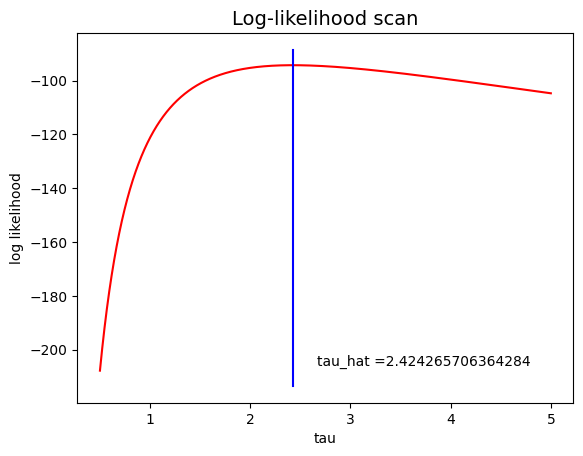 Log-likelihood scan
log likelihood
−100
−120
−140
−160
−180
−200
tau_hat =2.424265706364284
1 2 3 4 5
tau